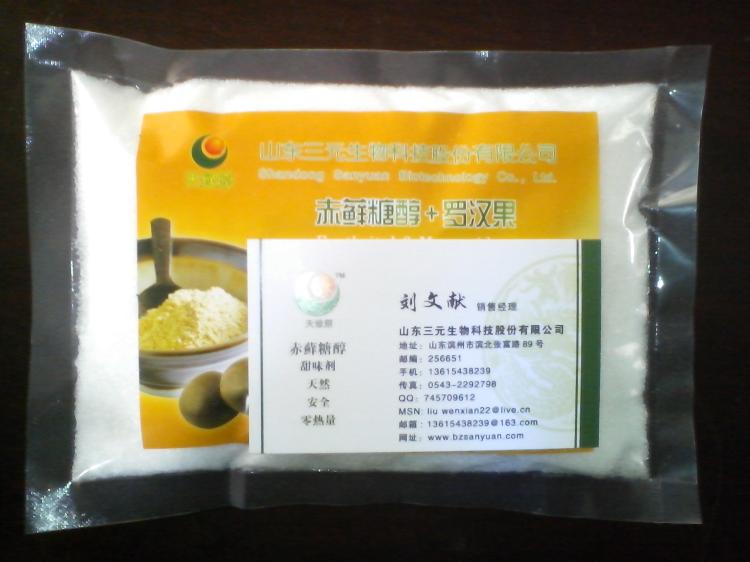 山东三元生物科技股份有限公司
Shandong Sanyuan Biotechnology Co., Ltd.
赤藓糖醇+罗汉果
TM
赤藓糖醇
甜味剂
天然
安全
零热量
刘文献 销售经理
山东三元生物科技股份有限公司
地址：山东滨州市滨北张富路89号
邮编：256651
手机：13615438239
传真：0543-2292798
QQ：745709612
MSN: liu wenxian22@live.cn
邮箱：13615438239@163.com
网址：www.bzsanyuan.com